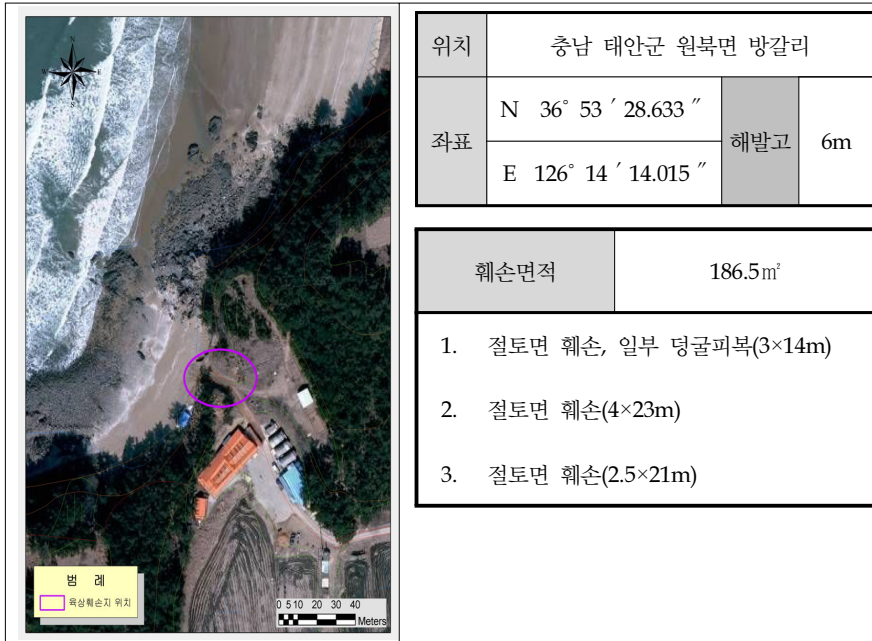 N
W E
S
범 례
육상훼손지 위치
0 5 10 20 30 40
Meters
위치 충남 태안군 원북면 방갈리
좌표 N 36° 53 ′ 28.633 ″ 해발고 6m
E 126° 14 ′ 14.015 ″
훼손면적 186.5㎡
1. 절토면 훼손, 일부 덩굴피복(3×14m)
2. 절토면 훼손(4×23m)
3. 절토면 훼손(2.5×21m)